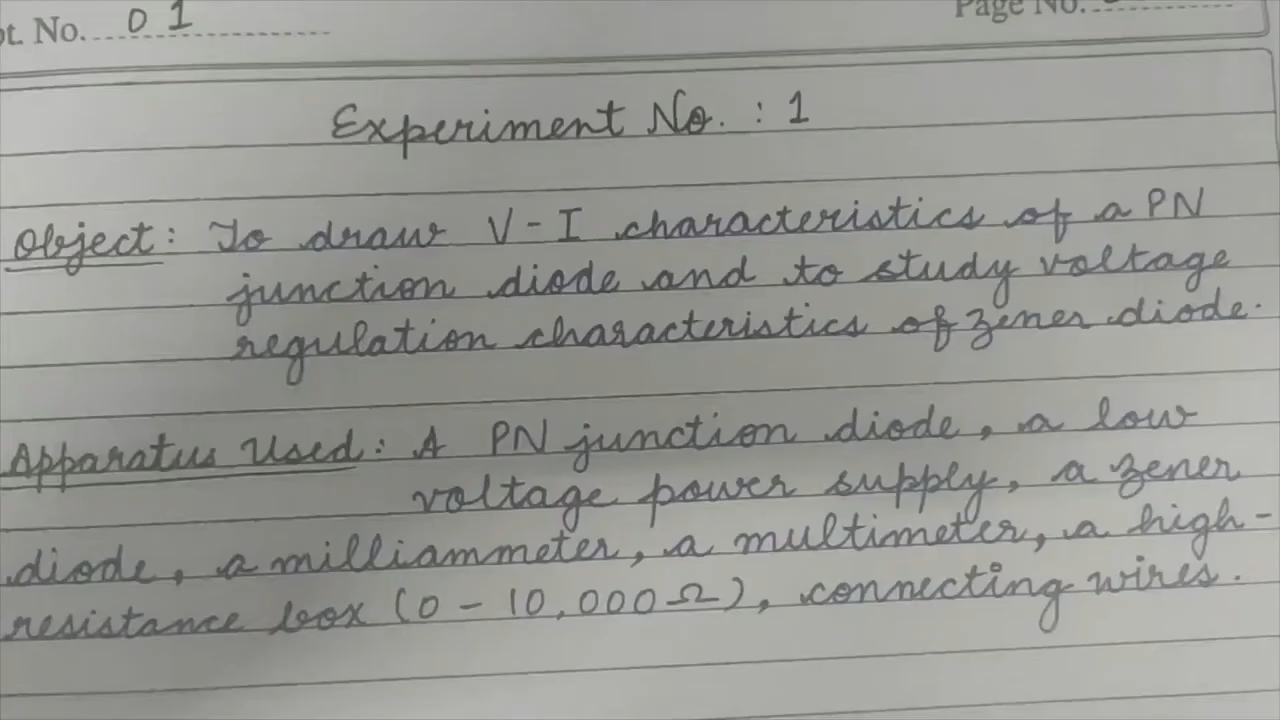 pt. No. 01
Page No.
Experiment No. : 1
Object: To draw V-I characteristics of a PN
junction diode and to study voltage
regulation characteristics of zener diode.
Apparatus Used: A PN junction diode, a low
voltage power supply, a zener
diode, a milliammeter, a multimeter, a high-
resistance box (0 - 10,000Ω), connecting wires.